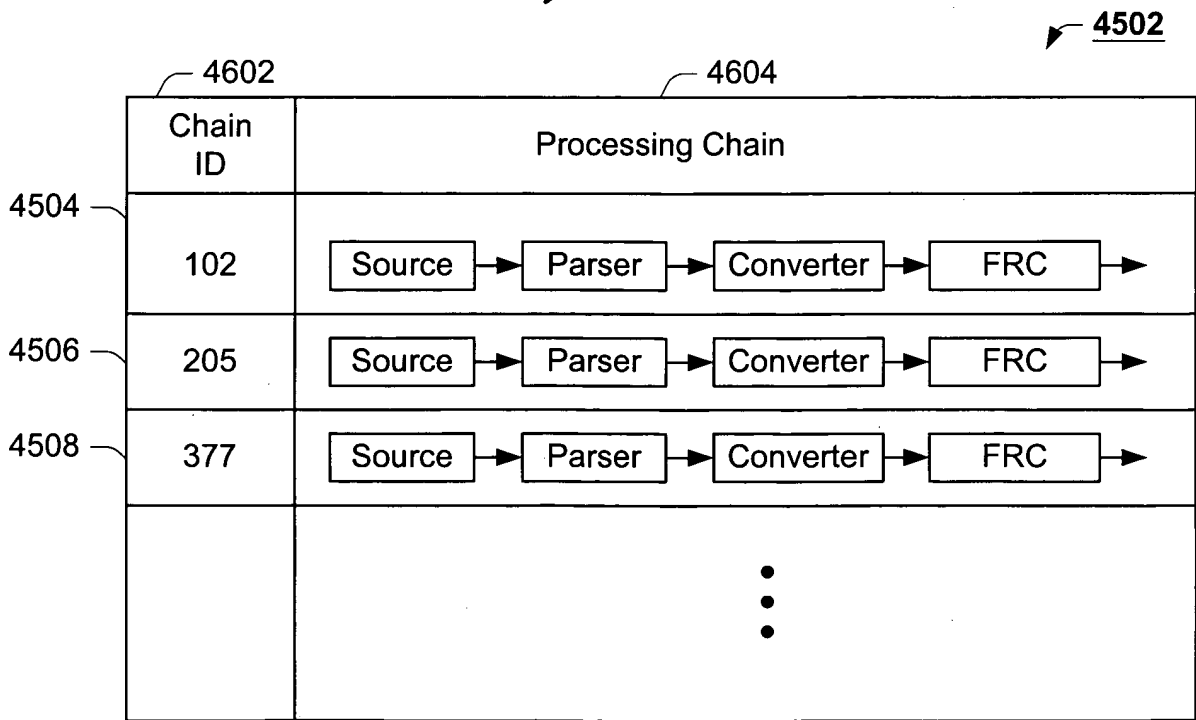 4502
4602 4604
Chain ID Processing Chain
4504
102 Source Parser Converter FRC
4506 205 Source Parser Converter FRC
4508 377 Source Parser Converter FRC